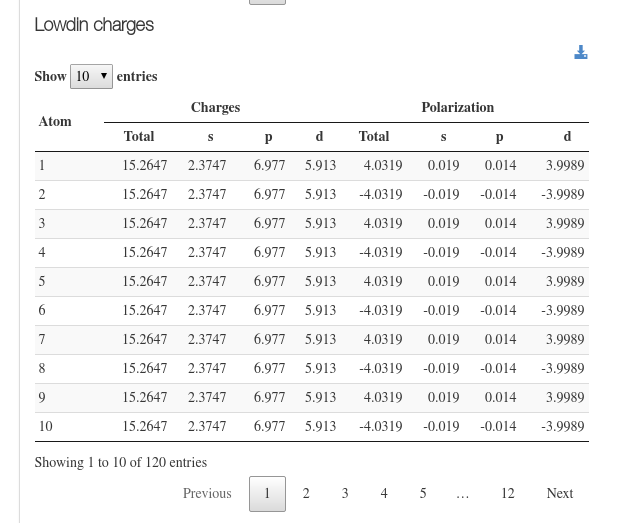 Lowdin charges
Show 10 ▼ entries
Charges Polarization
Atom
Total s p d Total s p d
1 15.2647 2.3747 6.977 5.913 4.0319 0.019 0.014 3.9989
2 15.2647 2.3747 6.977 5.913 -4.0319 -0.019 -0.014 -3.9989
3 15.2647 2.3747 6.977 5.913 4.0319 0.019 0.014 3.9989
4 15.2647 2.3747 6.977 5.913 -4.0319 -0.019 -0.014 -3.9989
5 15.2647 2.3747 6.977 5.913 4.0319 0.019 0.014 3.9989
6 15.2647 2.3747 6.977 5.913 -4.0319 -0.019 -0.014 -3.9989
7 15.2647 2.3747 6.977 5.913 4.0319 0.019 0.014 3.9989
8 15.2647 2.3747 6.977 5.913 -4.0319 -0.019 -0.014 -3.9989
9 15.2647 2.3747 6.977 5.913 4.0319 0.019 0.014 3.9989
10 15.2647 2.3747 6.977 5.913 -4.0319 -0.019 -0.014 -3.9989
Showing 1 to 10 of 120 entries
Previous 1 2 3 4 5 … 12 Next